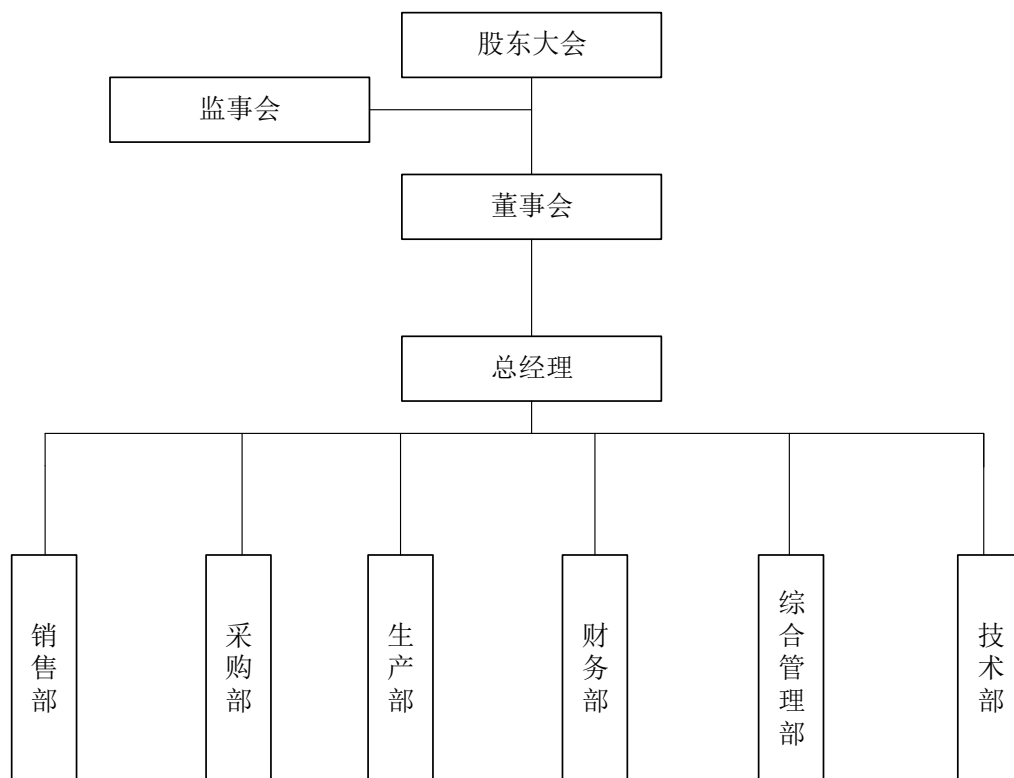 股东大会
监事会
董事会
总经理
销售部
采购部
生产部
财务部
综合管理部
技术部